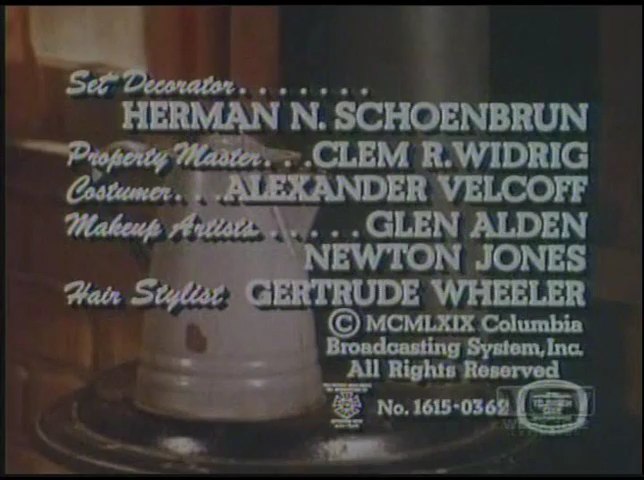 Set Decorator.......
HERMAN N. SCHOENBRUN
Property Master...CLEM R. WIDRIG
Costumer...ALEXANDER VELCOFF
Makeup Artists.....GLEN ALDEN
NEWTON JONES
Hair Stylist GERTRUDE WHEELER
© MCMLXIX Columbia
Broadcasting System, Inc.
All Rights Reserved
No. 1615-0362